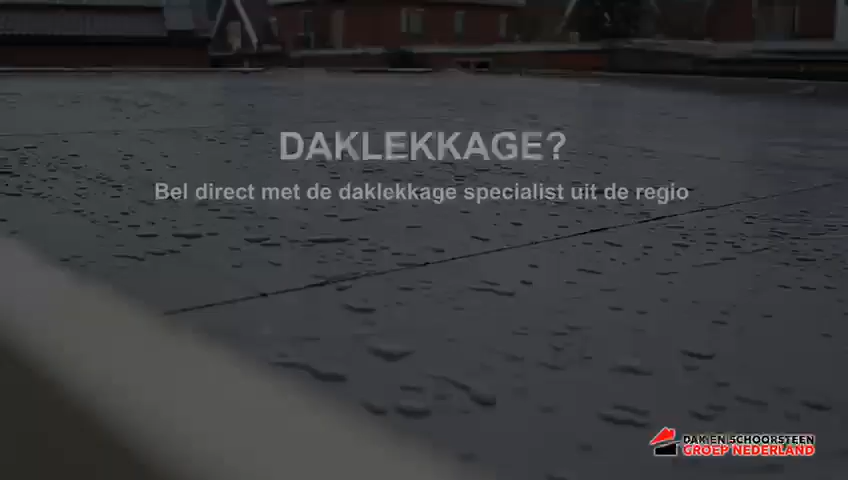 DAKLEKKAGE?
Bel direct met de daklekkage specialist uit de regio
DAK EN SCHOORSTEEN
GROEP NEDERLAND